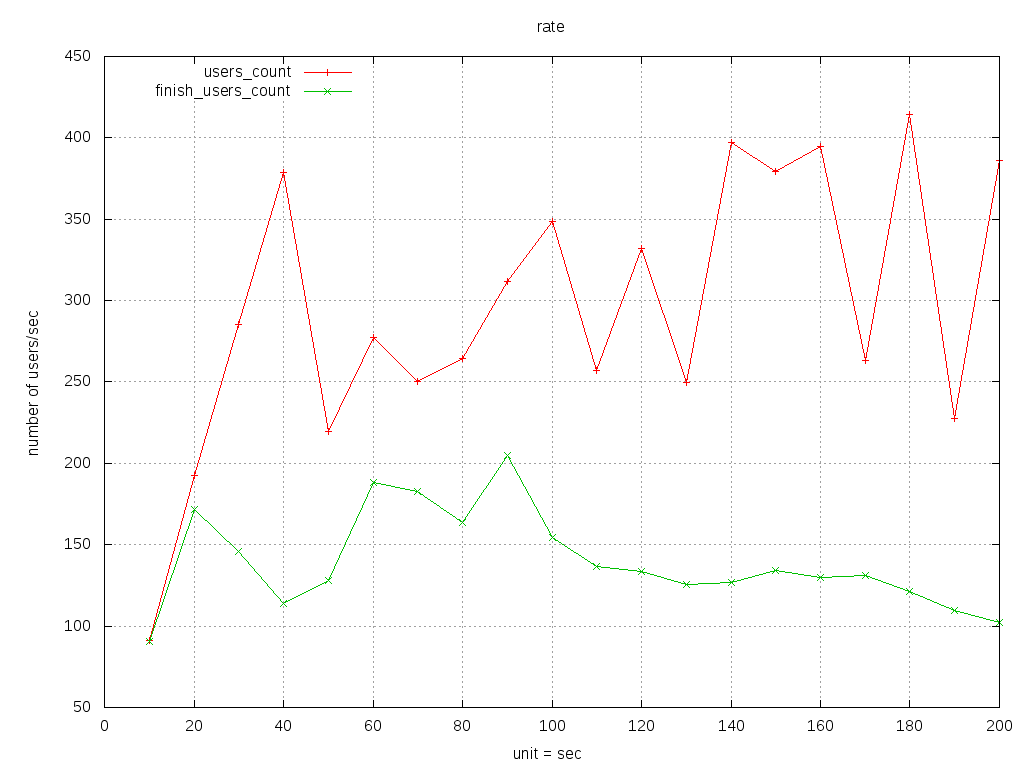 rate
users_count
finish_users_count
450
400
350
300
250
200
150
100
50
number of users/sec
0 20 40 60 80 100 120 140 160 180 200
unit = sec